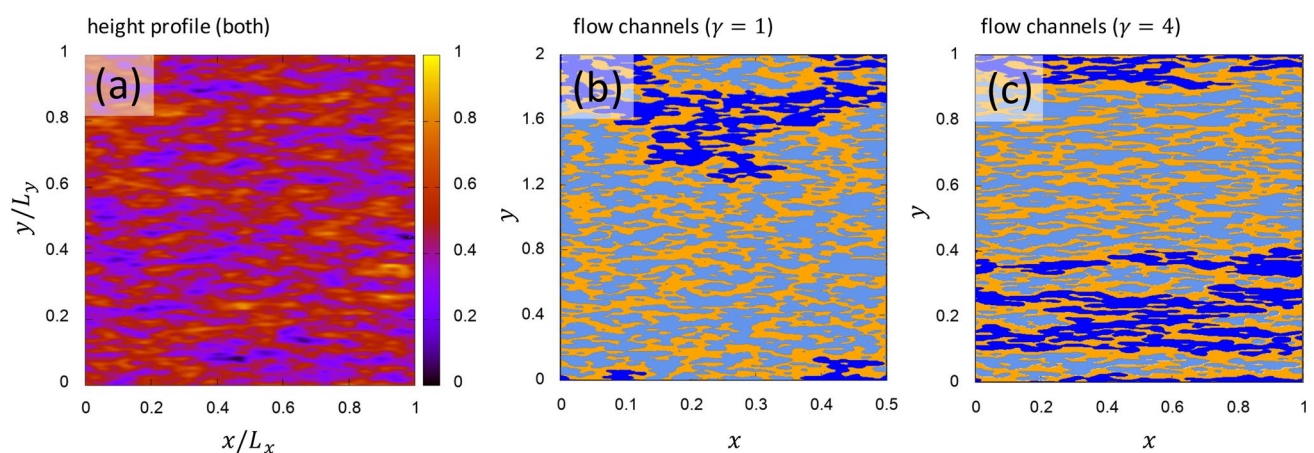 height profile (both)
flow channels (γ = 1)
flow channels (γ = 4)
(a)
(b)
(c)
1
0.8
0.6
0.4
0.2
0
y/L_y
0 0.2 0.4 0.6 0.8 1
x/L_x
1
0.8
0.6
0.4
0.2
0
2
1.6
1.2
0.8
0.4
0
y
0 0.1 0.2 0.3 0.4 0.5
x
1
0.8
0.6
0.4
0.2
0
y
0 0.2 0.4 0.6 0.8 1
x